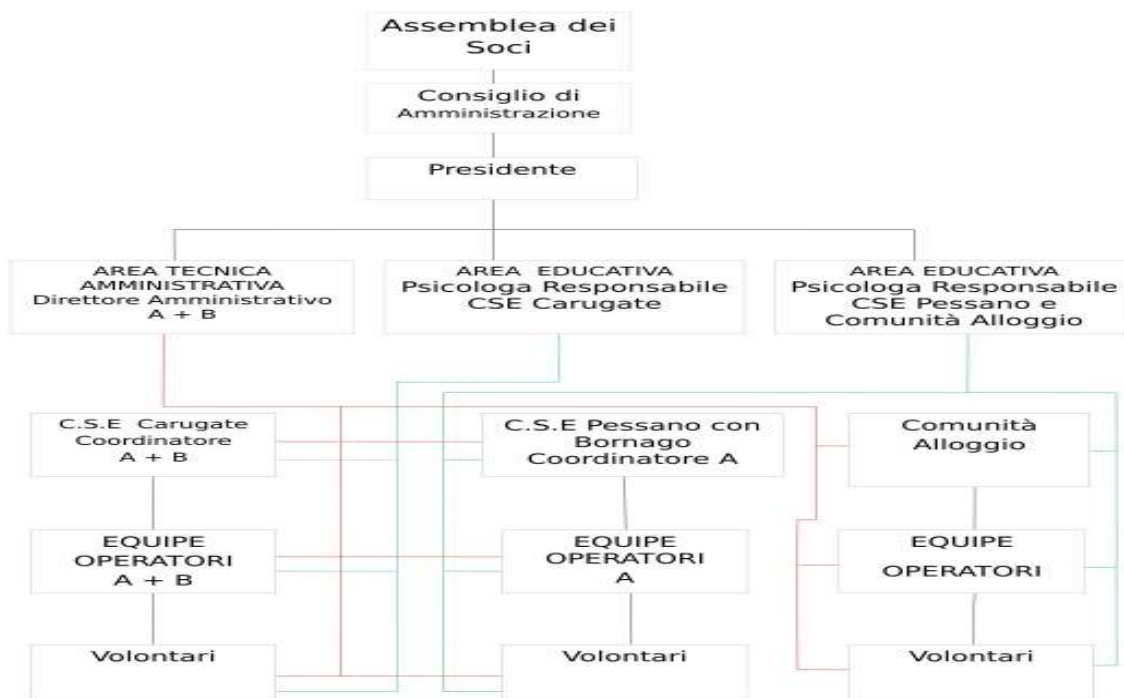 Assemblea dei
Soci
Consiglio di
Amministrazione
Presidente
AREA TECNICA
AMMINISTRATIVA
Direttore Amministrativo
A + B
AREA EDUCATIVA
Psicologa Responsabile
CSE Carugate
AREA EDUCATIVA
Psicologa Responsabile
CSE Pessano e
Comunità Alloggio
C.S.E Carugate
Coordinatore
A + B
C.S.E Pessano con
Bornago
Coordinatore A
Comunità
Alloggio
EQUIPE
OPERATORI
A + B
EQUIPE
OPERATORI
A
EQUIPE
OPERATORI
Volontari
Volontari
Volontari